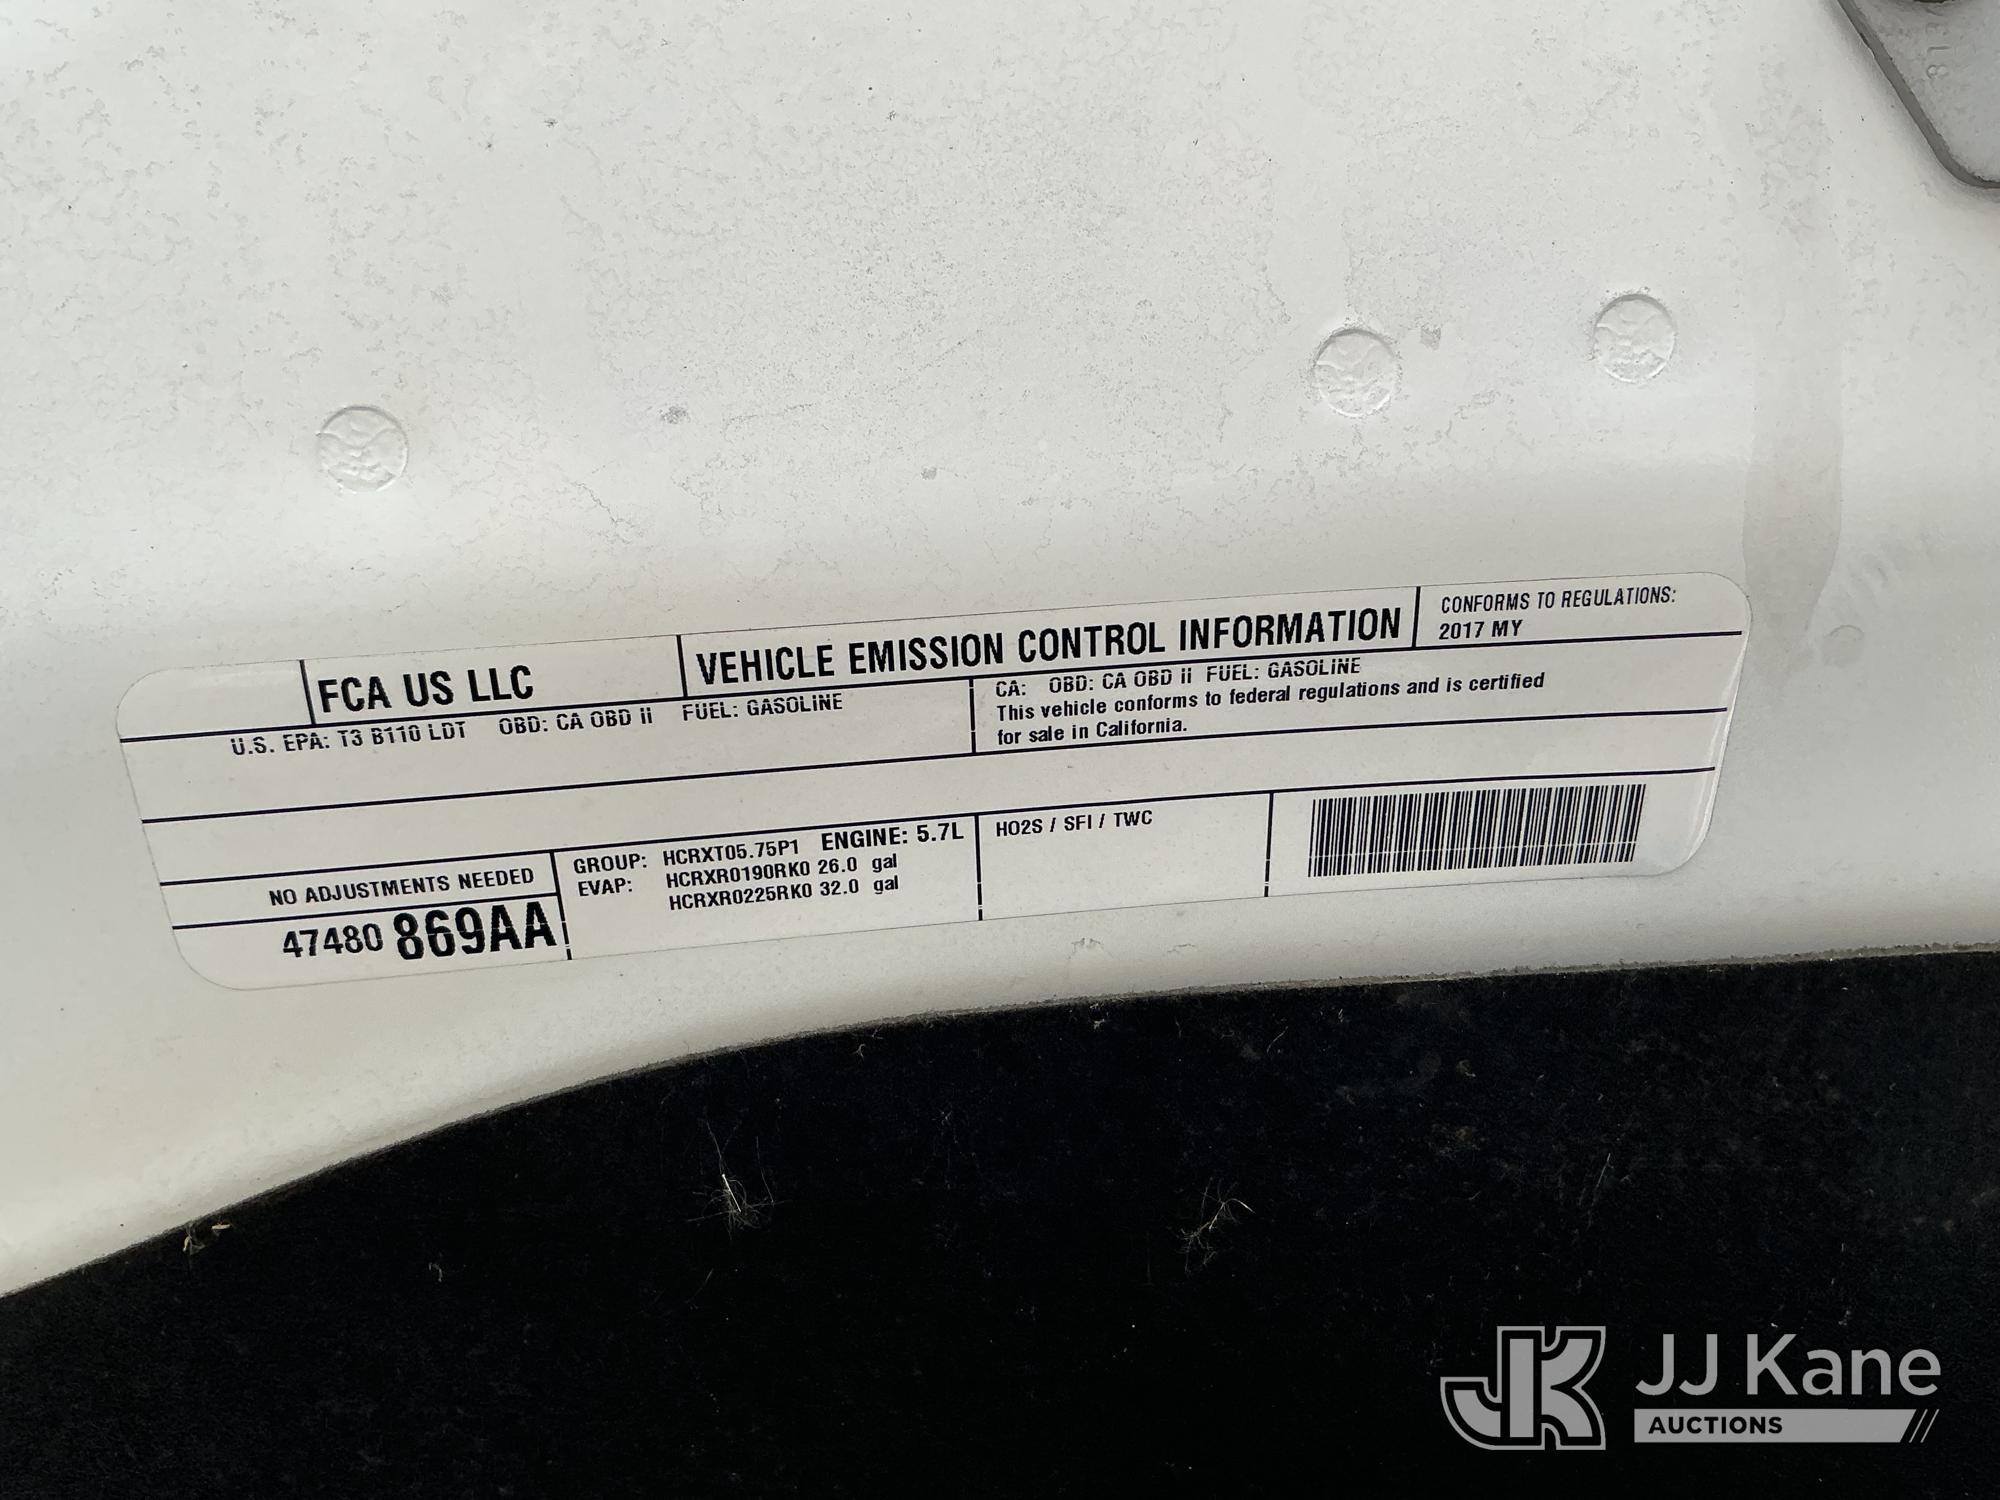 FCA US LLC
VEHICLE EMISSION CONTROL INFORMATION
CONFORMS TO REGULATIONS:
2017 MY
U.S. EPA: T3 B110 LDT OBD: CA OBD II FUEL: GASOLINE
CA: OBD: CA OBD II FUEL: GASOLINE
This vehicle conforms to federal regulations and is certified
for sale in California.
NO ADJUSTMENTS NEEDED
47480 869AA
GROUP: HCRXT05.75P1 ENGINE: 5.7L
EVAP: HCRXR0190RK0 26.0 gal
HCRXR0225RK0 32.0 gal
HO2S / SFI / TWC
JJ Kane
AUCTIONS